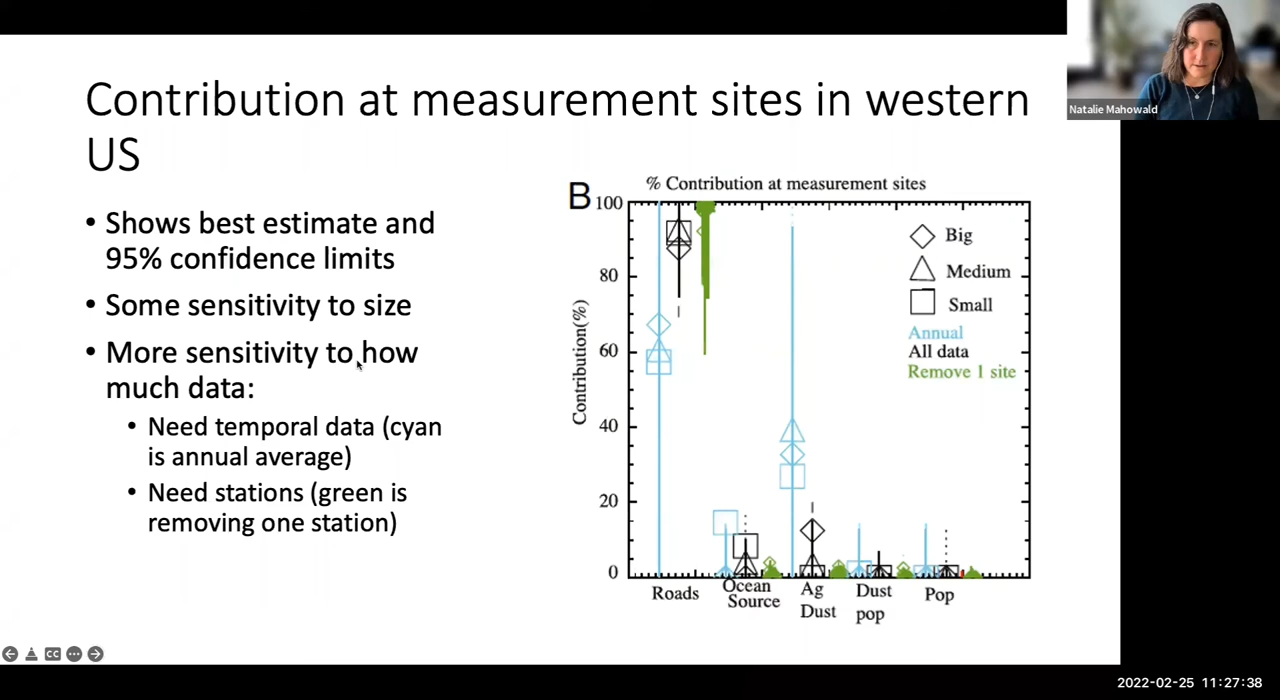 Contribution at measurement sites in western
US
• Shows best estimate and
95% confidence limits
• Some sensitivity to size
• More sensitivity to how
much data:
• Need temporal data (cyan
is annual average)
• Need stations (green is
removing one station)
B
% Contribution at measurement sites
Contribution(%)
100
80
60
40
20
0
Big
Medium
Small
Annual
All data
Remove 1 site
Roads
Ocean
Source
Ag
Dust
Dust
pop
Pop
Natalie Mahowald
CC
2022-02-25 11:27:38